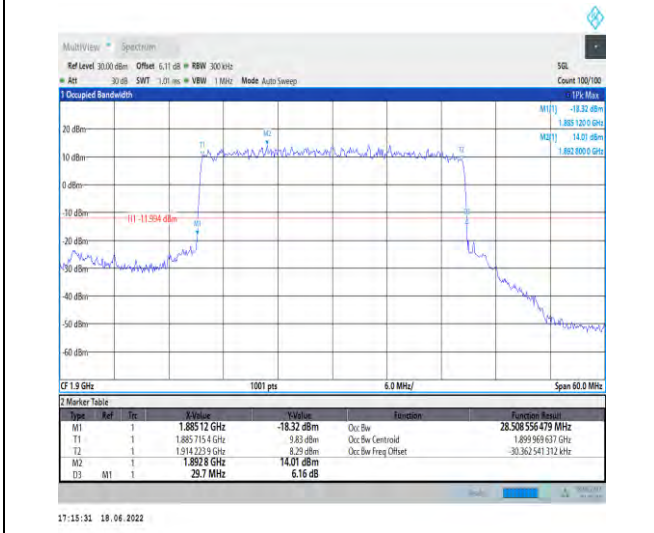 MultiView Spectrum
Ref Level 30.00 dBm Offset 6.11 dB RBW 300 kHz SGL
Att 30 dB SWT 1.01 ms VBW 1 MHz Mode Auto Sweep Count 100/100
1 Occupied Bandwidth 1Pk Max
M1[1] -18.32 dBm
1.885 120 0 GHz
M2[1] 14.01 dBm
1.892 800 0 GHz
20 dBm
M2
T1 T2
10 dBm
0 dBm
-10 dBm
H1 -11.994 dBm
-20 dBm
-30 dBm
-40 dBm
-50 dBm
-60 dBm
CF 1.9 GHz 1001 pts 6.0 MHz/ Span 60.0 MHz
2 Marker Table
Type Ref Trc X-Value Y-Value Function Function Result
M1 1 1.88512 GHz -18.32 dBm Occ Bw 28.508 556 479 MHz
T1 1 1.885 715 4 GHz 9.83 dBm Occ Bw Centroid 1.899 969 637 GHz
T2 1 1.914 223 9 GHz 8.29 dBm Occ Bw Freq Offset -30.362 541 312 kHz
M2 1 1.8928 GHz 14.01 dBm
D3 M1 1 29.7 MHz 6.16 dB
17:15:31 18.06.2022